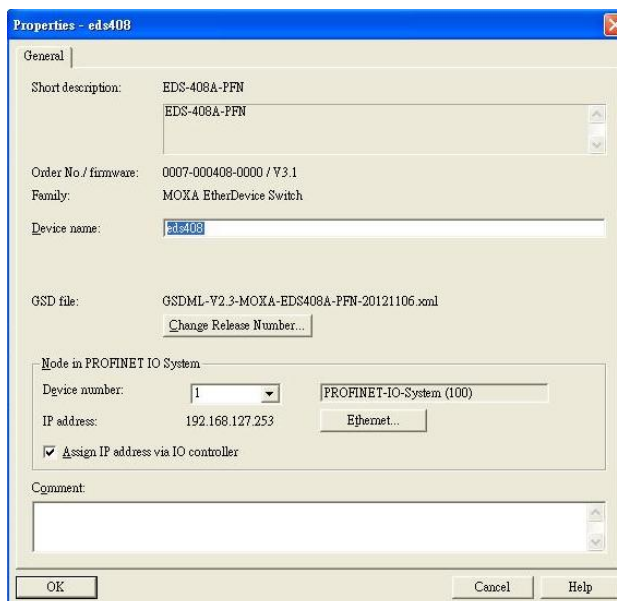 Properties - eds408
General
Short description: EDS-408A-PFN
EDS-408A-PFN
Order No./ firmware: 0007-000408-0000 / V3.1
Family: MOXA EtherDevice Switch
Device name: eds408
GSD file: GSDML-V2.3-MOXA-EDS408A-PFN-20121106.xml
Change Release Number...
Node in PROFINET IO System
Device number: 1 PROFINET-IO-System (100)
IP address: 192.168.127.253 Ethernet...
Assign IP address via IO controller
Comment:
OK Cancel Help